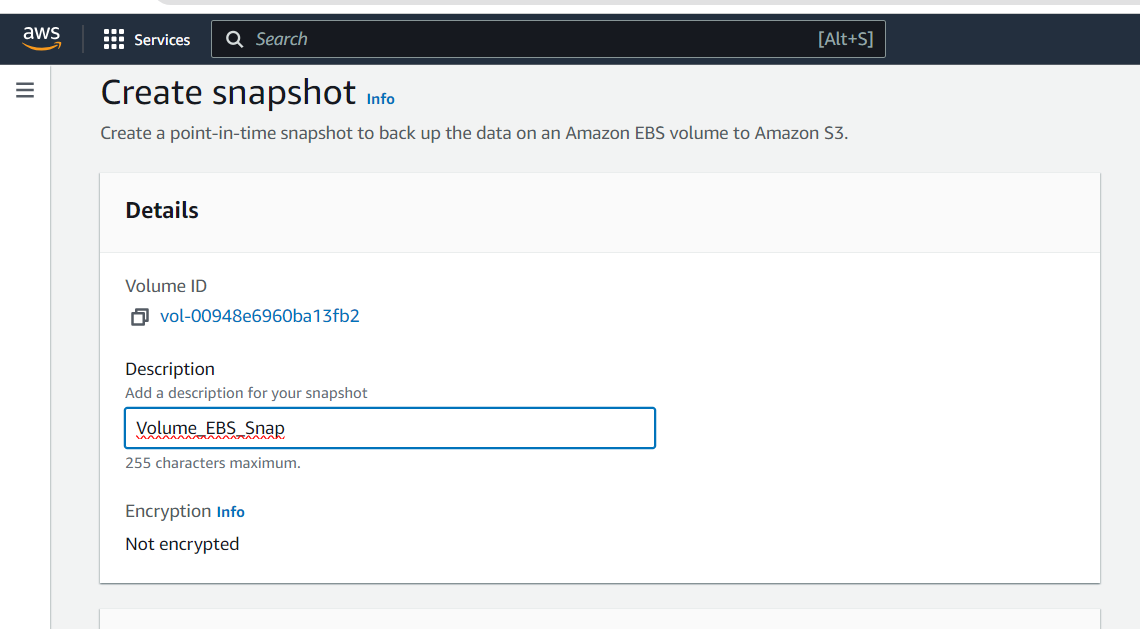 aws
Services
Search
[Alt+S]
Create snapshot Info
Create a point-in-time snapshot to back up the data on an Amazon EBS volume to Amazon S3.
Details
Volume ID
vol-00948e6960ba13fb2
Description
Add a description for your snapshot
Volume_EBS_Snap
255 characters maximum.
Encryption Info
Not encrypted